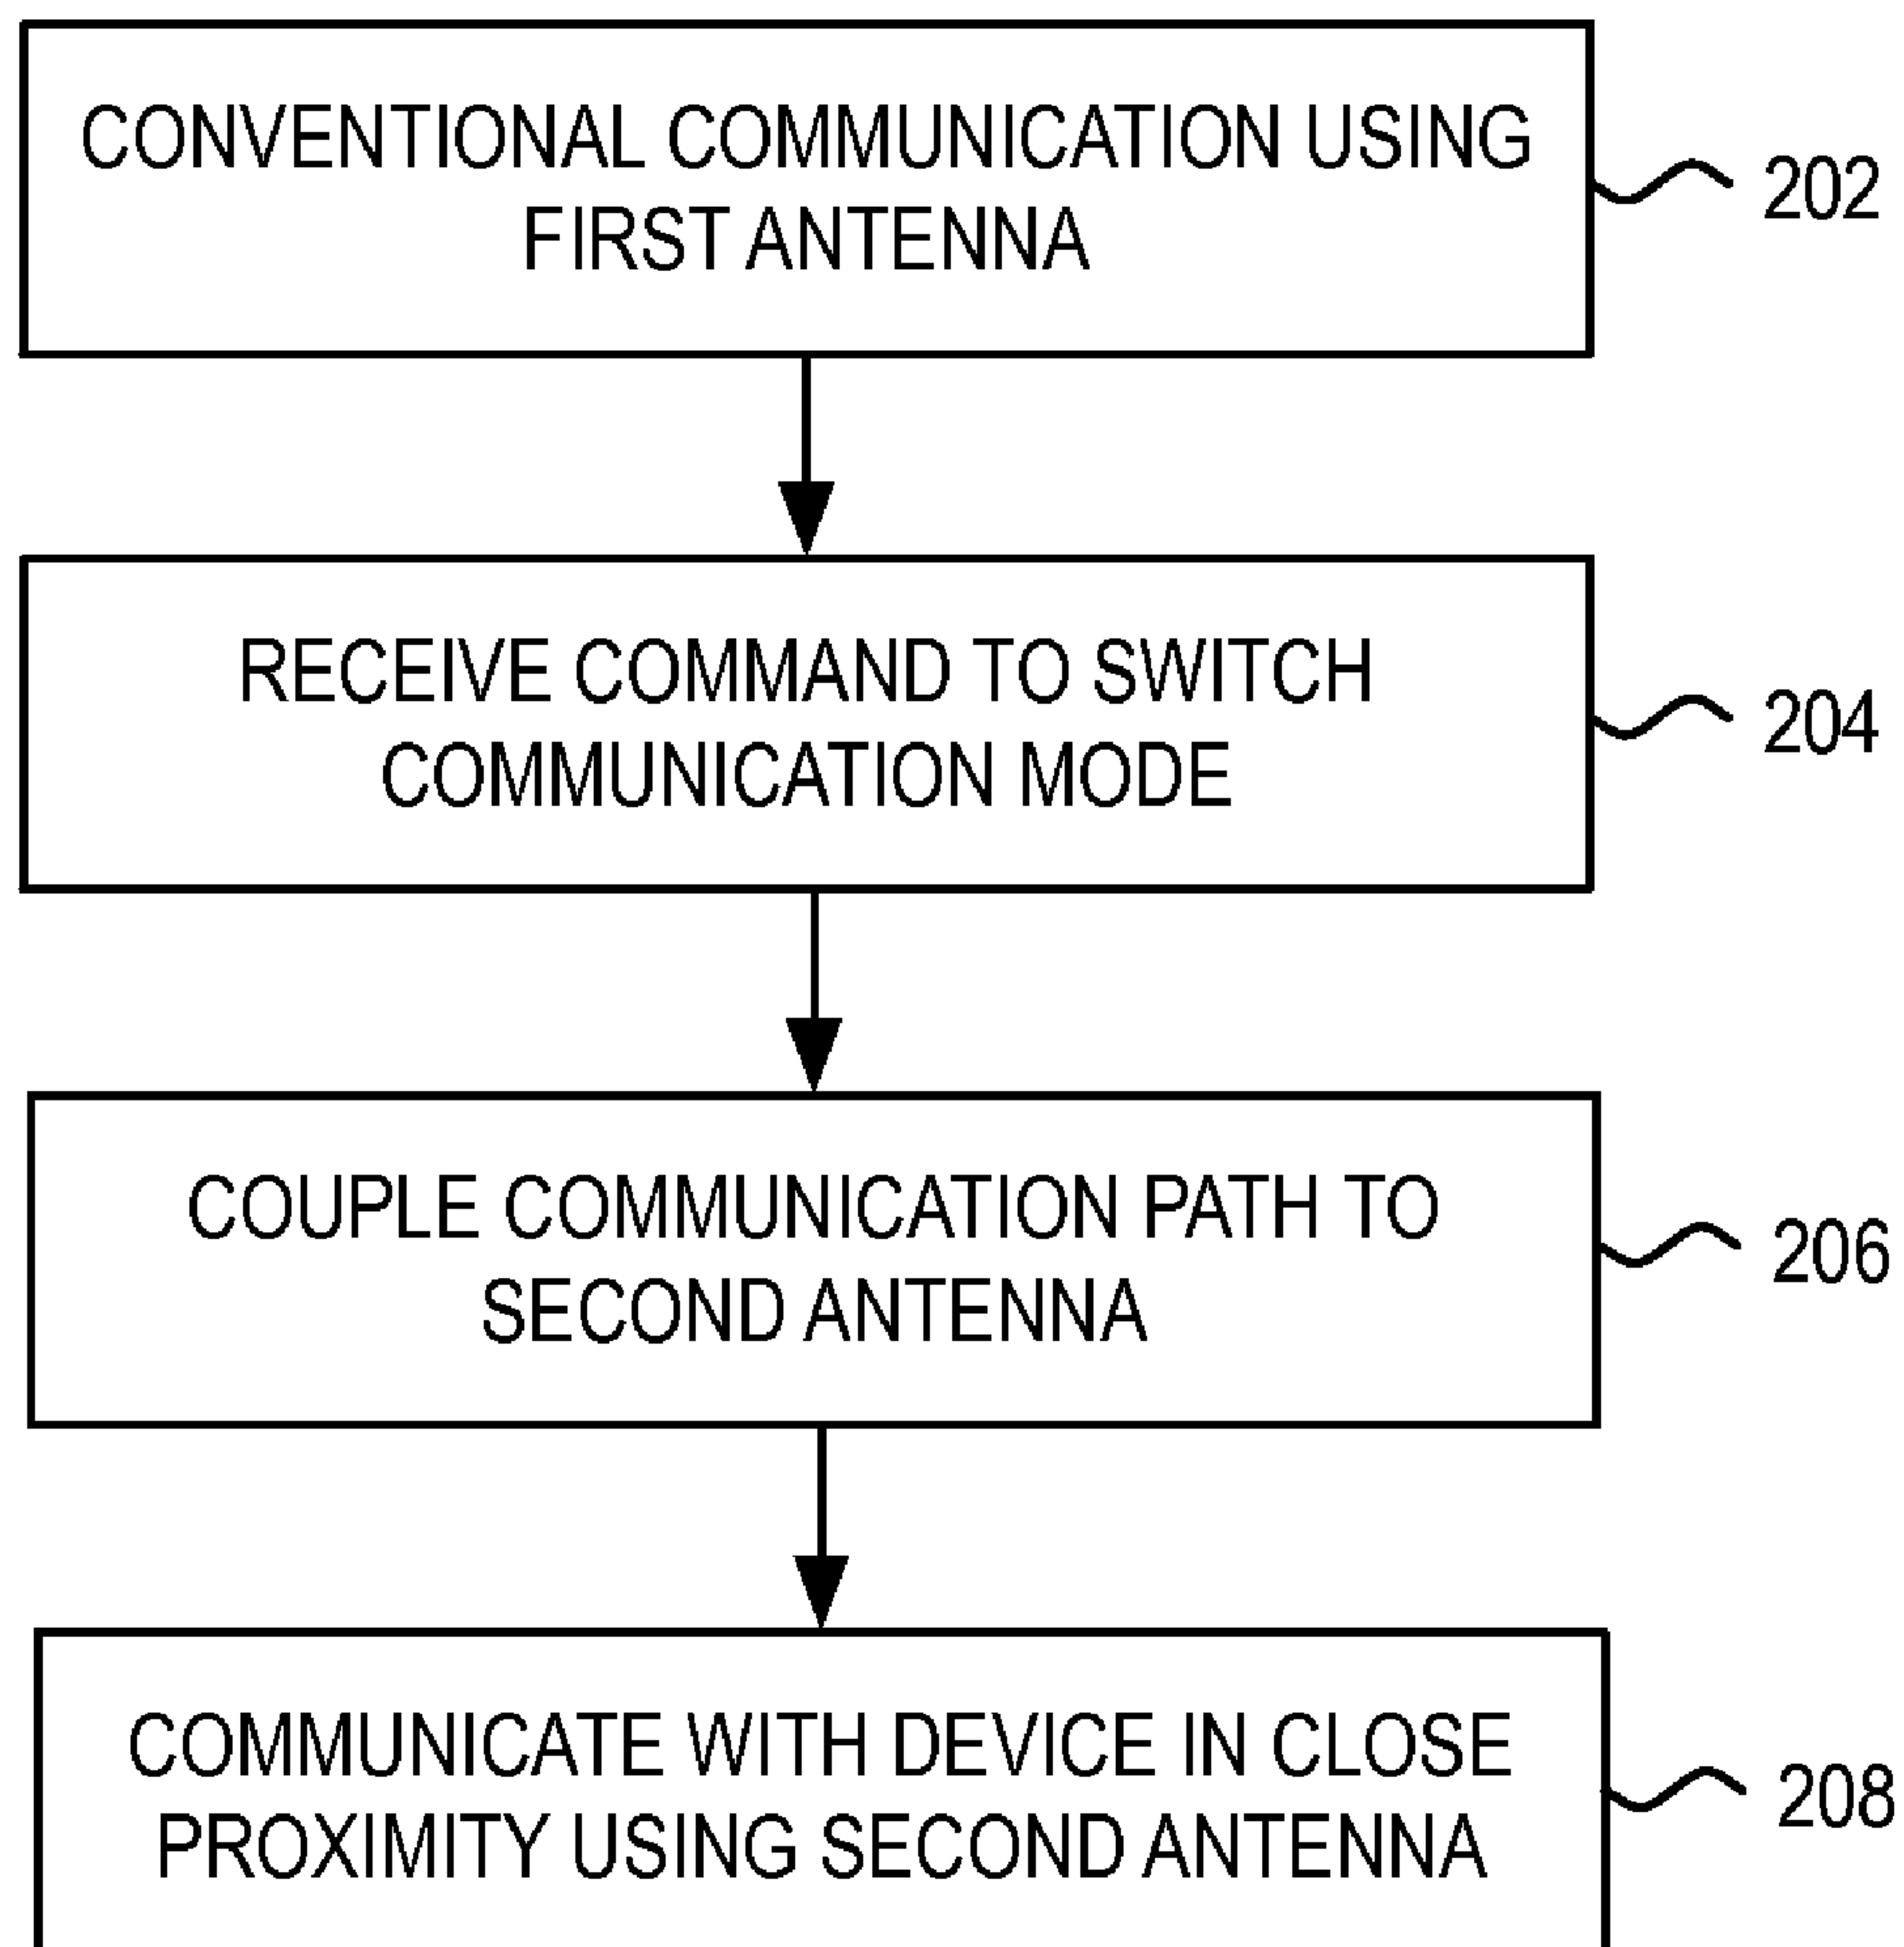 CONVENTIONAL COMMUNICATION USING
FIRST ANTENNA
202
RECEIVE COMMAND TO SWITCH
COMMUNICATION MODE
204
COUPLE COMMUNICATION PATH TO
SECOND ANTENNA
206
COMMUNICATE WITH DEVICE IN CLOSE
PROXIMITY USING SECOND ANTENNA
208